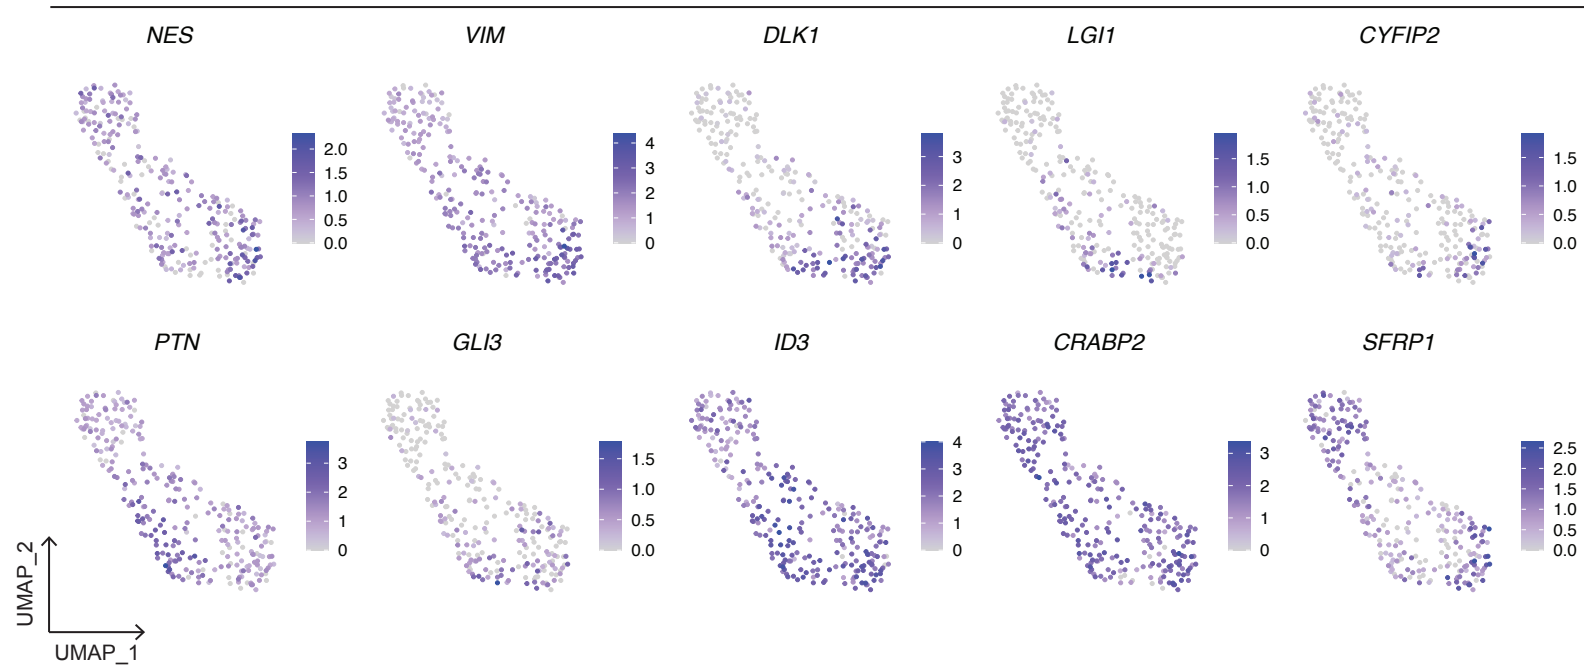 NES VIM DLK1 LGI1 CYFIP2
2.0 1.5 1.0 0.5 0.0
4 3 2 1 0
3 2 1 0
1.5 1.0 0.5 0.0
1.5 1.0 0.5 0.0
PTN GLI3 ID3 CRABP2 SFRP1
3 2 1 0
1.5 1.0 0.5 0.0
4 3 2 1 0
3 2 1 0
2.5 2.0 1.5 1.0 0.5 0.0
UMAP_2
UMAP_1